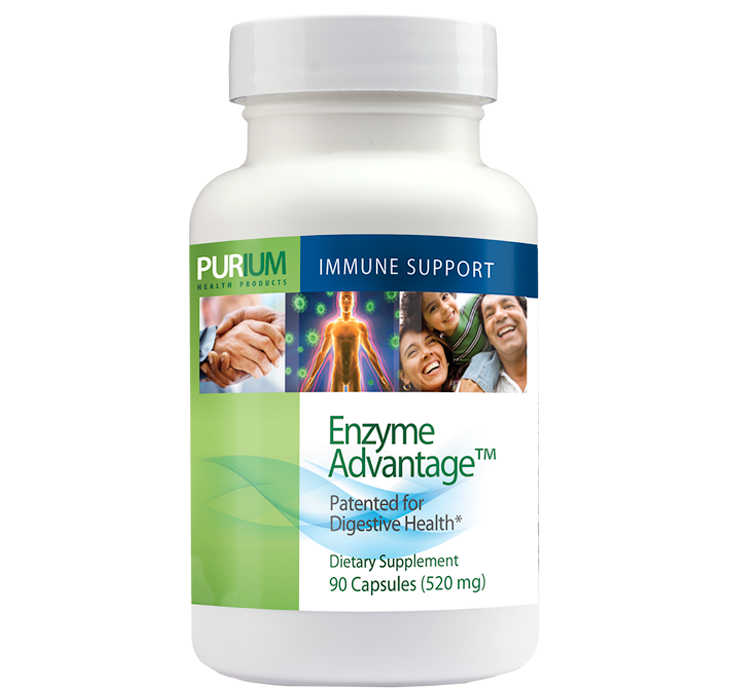 PURIUM
HEALTH PRODUCTS
IMMUNE SUPPORT
Enzyme
Advantage™
Patented for
Digestive Health*
Dietary Supplement
90 Capsules (520 mg)